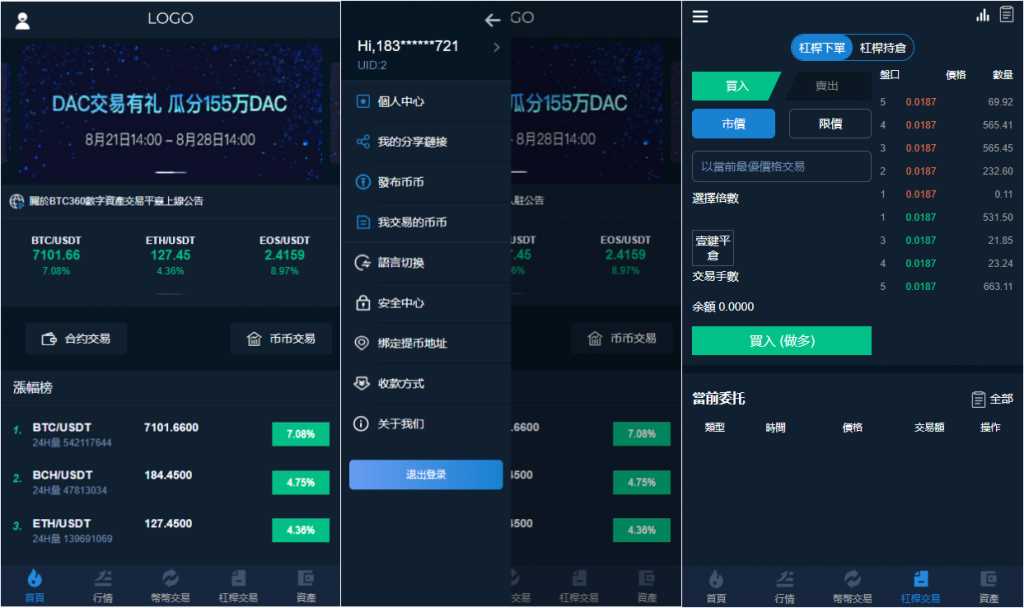 LOGO
DAC交易有礼 瓜分155万DAC
8月21日14:00 – 8月28日14:00
關於BTC360數字資產交易平臺上線公告
BTC/USDT ETH/USDT EOS/USDT
7101.66 127.45 2.4159
7.08% 4.36% 8.97%
合约交易 币币交易
漲幅榜
1. BTC/USDT 7101.6600 7.08%
24H量 542117644
2. BCH/USDT 184.4500 4.75%
24H量 47813034
3. ETH/USDT 127.4500 4.36%
24H量 139691069
首頁 行情 幣幣交易 杠桿交易 資產
GO
Hi,183******721
UID:2
個人中心
我的分享鏈接
發布币币
我交易的币币
語言切换
安全中心
绑定提币地址
收款方式
关于我们
退出登录
瓜分155万DAC
– 8月28日14:00
入駐公告
USDT EOS/USDT
7.45 2.4159
6% 8.97%
币币交易
.6600 7.08%
4500 4.75%
4500 4.36%
交易 杠桿交易 資產
杠桿下單 杠桿持倉
買入 賣出
市價 限價
以當前最優價格交易
選擇倍數
壹鍵平
倉
交易手數
余額 0.0000
買入 (做多)
盤口 價格 數量
5 0.0187 69.92
4 0.0187 565.41
3 0.0187 565.45
2 0.0187 232.60
1 0.0187 0.11
1 0.0187 531.50
3 0.0187 21.85
4 0.0187 23.24
5 0.0187 663.11
當前委托 全部
類型 時間 價格 交易額 操作
首頁 行情 幣幣交易 杠桿交易 資產